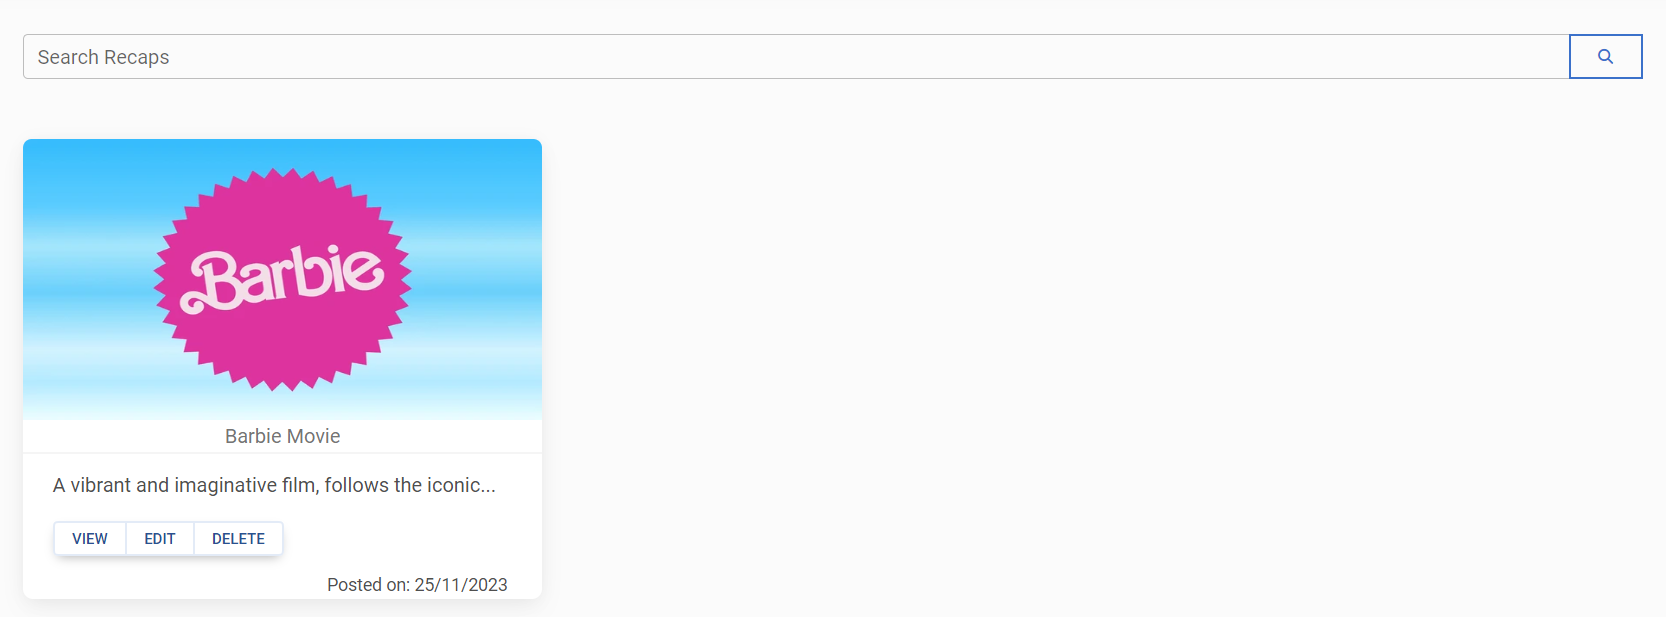 Search Recaps
Barbie
Barbie Movie
A vibrant and imaginative film, follows the iconic...
VIEW EDIT DELETE
Posted on: 25/11/2023